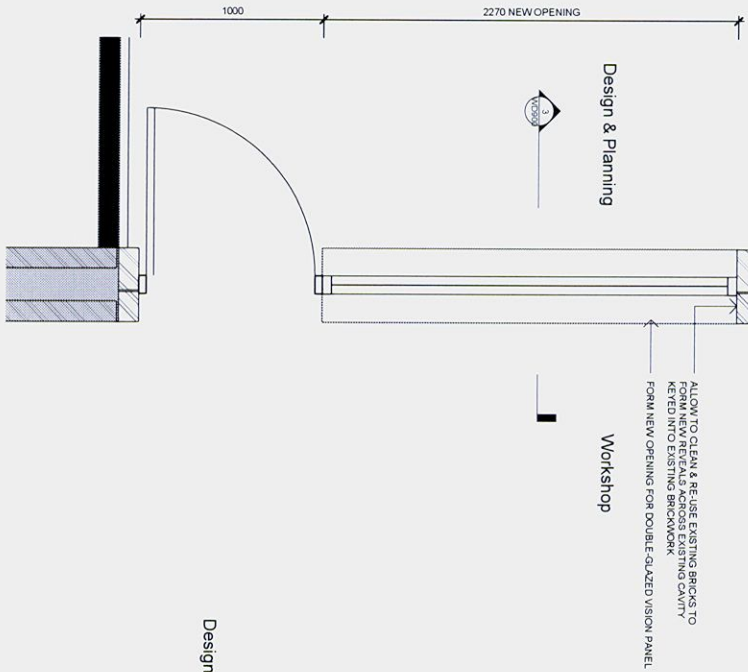 1000
2270 NEW OPENING
Design & Planning
3
WD900
ALLOW TO CLEAN & RE-USE EXISTING BRICKS TO
FORM NEW REVEALS ACROSS EXISTING CAVITY
KEYED INTO EXISTING BRICKWORK
FORM NEW OPENING FOR DOUBLE-GLAZED VISION PANEL
Workshop
Design